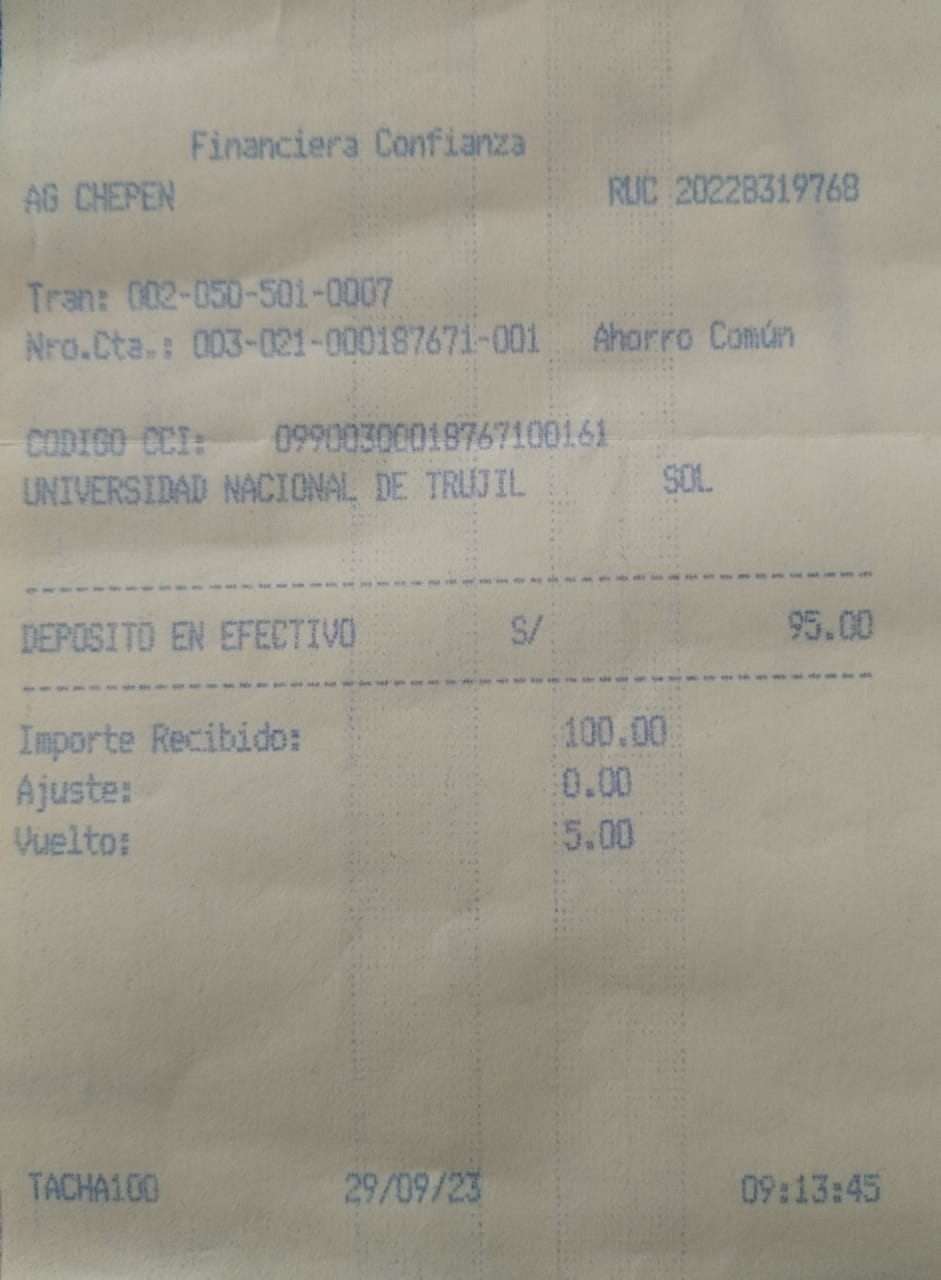 Financiera Confianza
AG CHEPEN RUC 20228319768
Tran: 002-050-501-0007
Nro.Cta.: 003-021-000187671-001 Ahorro Común
CODIGO CCI: 09900300018767100161
UNIVERSIDAD NACIONAL DE TRUJIL SOL
DEPOSITO EN EFECTIVO S/ 95.00
Importe Recibido: 100.00
Ajuste: 0.00
Vuelto: 5.00
TACHA100 29/09/23 09:13:45